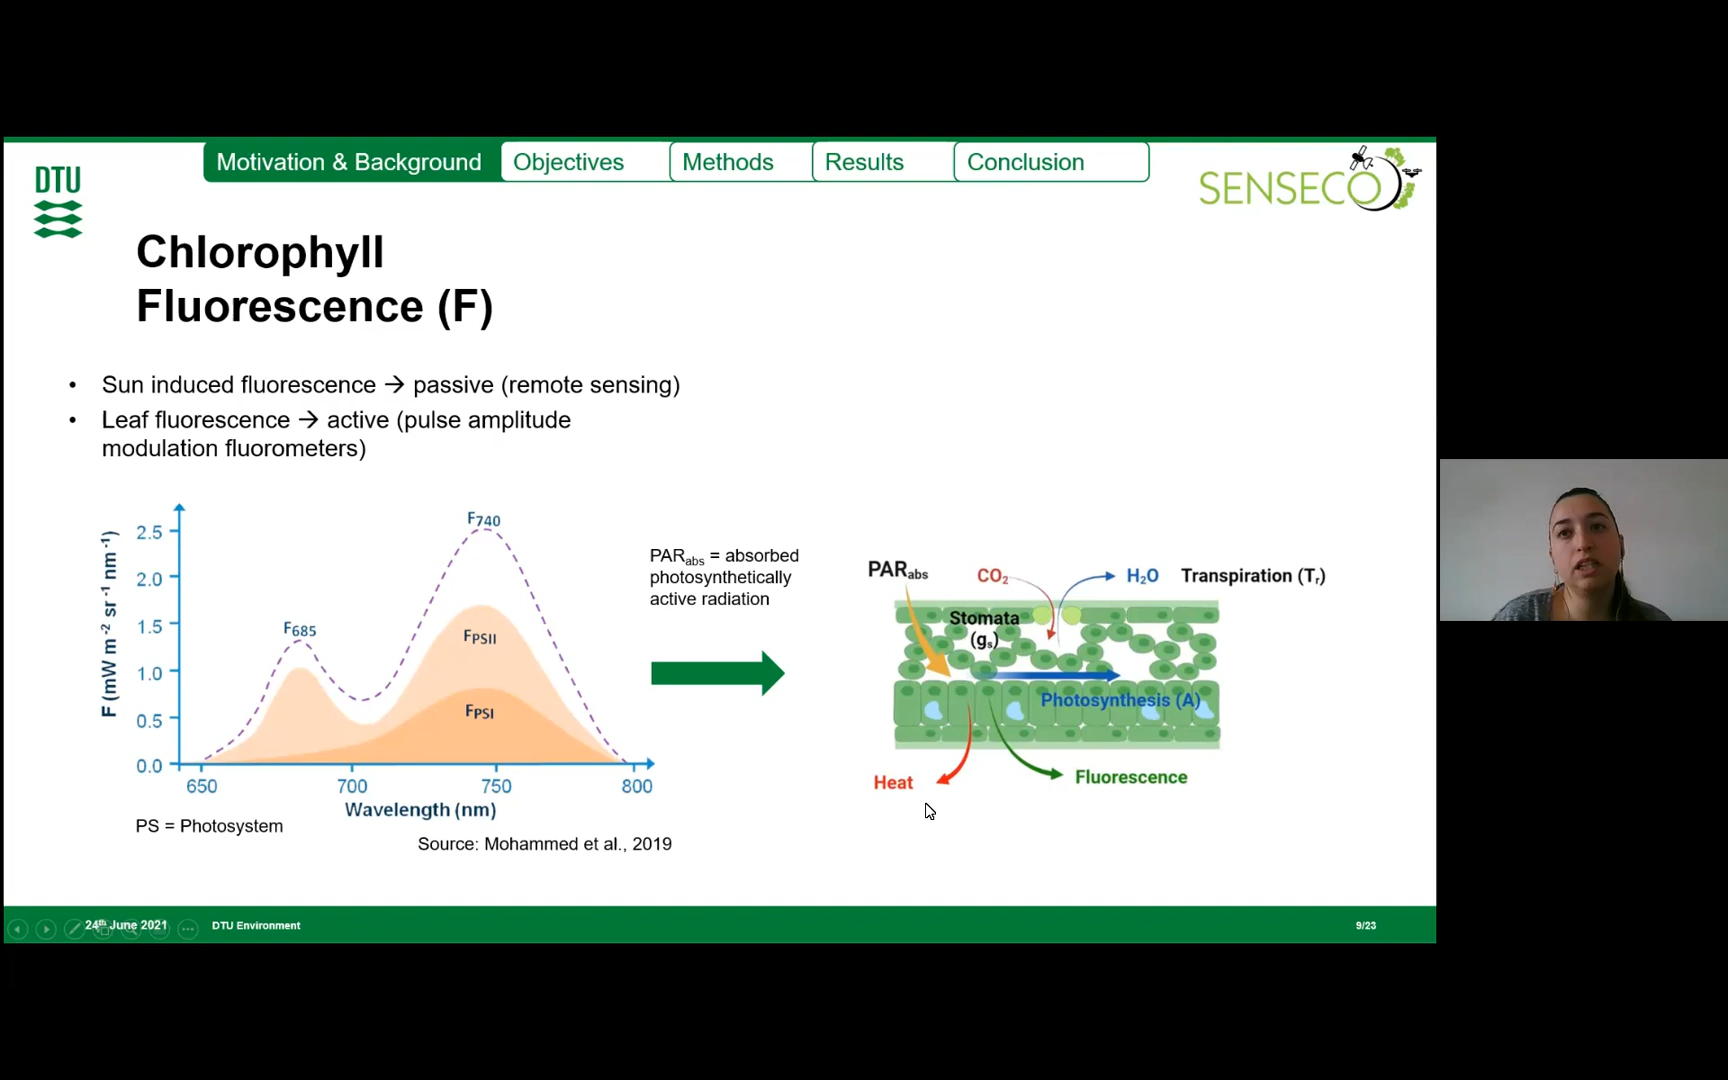 Motivation & Background
Objectives
Methods
Results
Conclusion
DTU
SENSECO
Chlorophyll
Fluorescence (F)
• Sun induced fluorescence → passive (remote sensing)
• Leaf fluorescence → active (pulse amplitude
modulation fluorometers)
F (mW m-2 sr-1 nm-1)
2.5
2.0
1.5
1.0
0.5
0.0
F685
F740
FPSII
FPSI
650
700
750
800
Wavelength (nm)
PS = Photosystem
Source: Mohammed et al., 2019
PARabs = absorbed
photosynthetically
active radiation
PARabs
CO2
H2O
Transpiration (Tr)
Stomata
(gs)
Photosynthesis (A)
Heat
Fluorescence
24th June 2021
DTU Environment
9/23